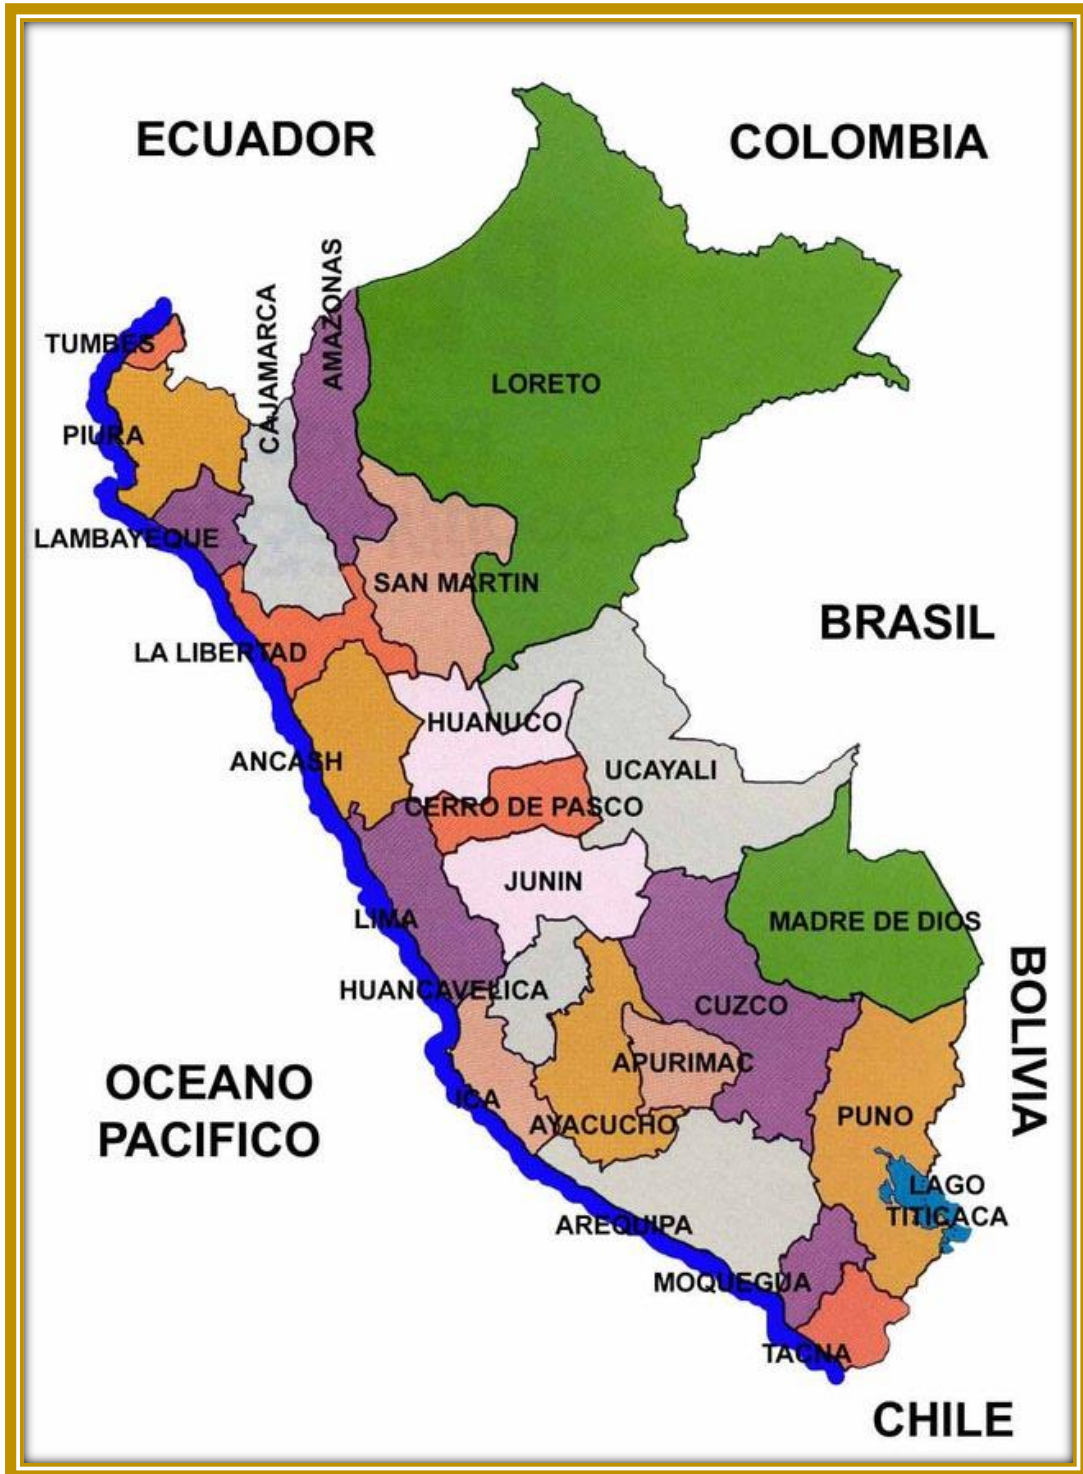 ECUADOR
COLOMBIA
AMAZONAS
CAJAMARCA
TUMBES
LORETO
PIURA
LAMBAYEQUE
SAN MARTIN
BRASIL
LA LIBERTAD
HUANUCO
ANCASH
UCAYALI
CERRO DE PASCO
JUNIN
LIMA
MADRE DE DIOS
HUANCAVELICA
CUZCO
BOLIVIA
OCEANO
PACIFICO
APURIMAC
ICA
AYACUCHO
PUNO
LAGO
TITICACA
AREQUIPA
MOQUEGUA
TACNA
CHILE